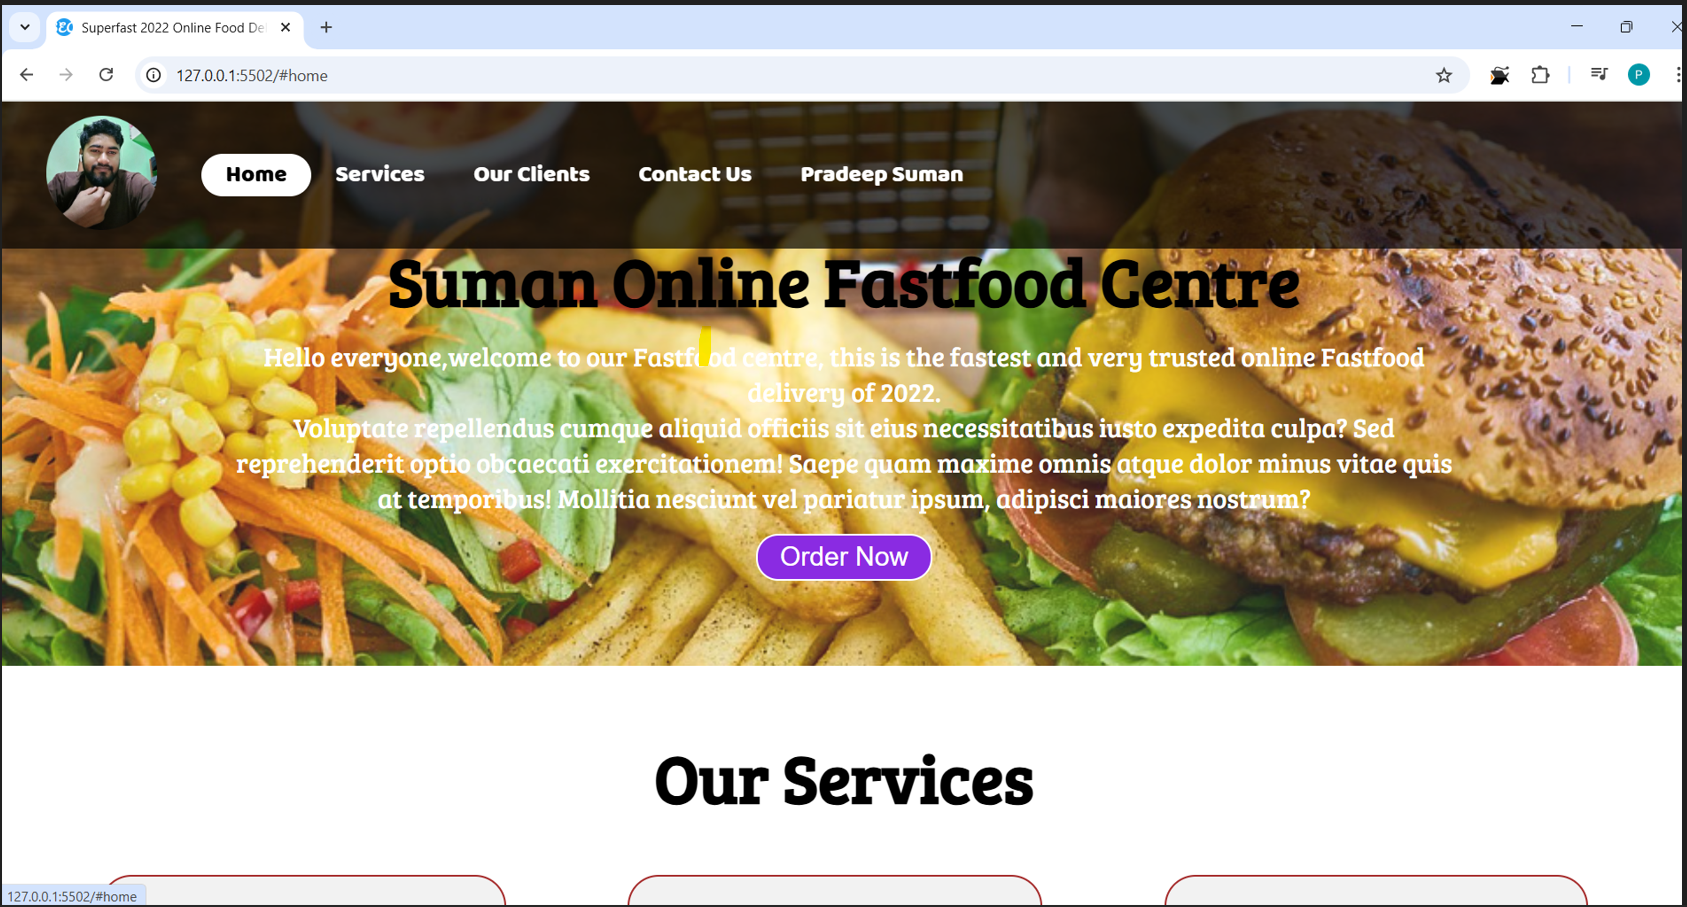 Superfast 2022 Online Food De
127.0.0.1:5502/#home
P
Home Services Our Clients Contact Us Pradeep Suman
Suman Online Fastfood Centre
Hello everyone,welcome to our Fastfood centre, this is the fastest and very trusted online Fastfood
delivery of 2022.
Voluptate repellendus cumque aliquid officiis sit eius necessitatibus iusto expedita culpa? Sed
reprehenderit optio obcaecati exercitationem! Saepe quam maxime omnis atque dolor minus vitae quis
at temporibus! Mollitia nesciunt vel pariatur ipsum, adipisci maiores nostrum?
Order Now
Our Services
127.0.0.1:5502/#home